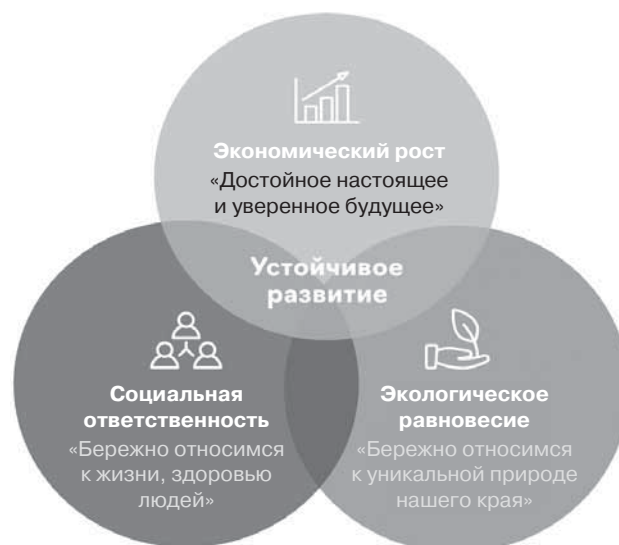 Экономический рост
«Достойное настоящее
и уверенное будущее»
Устойчивое
развитие
Социальная
ответственность
«Бережно относимся
к жизни, здоровью
людей»
Экологическое
равновесие
«Бережно относимся
к уникальной природе
нашего края»